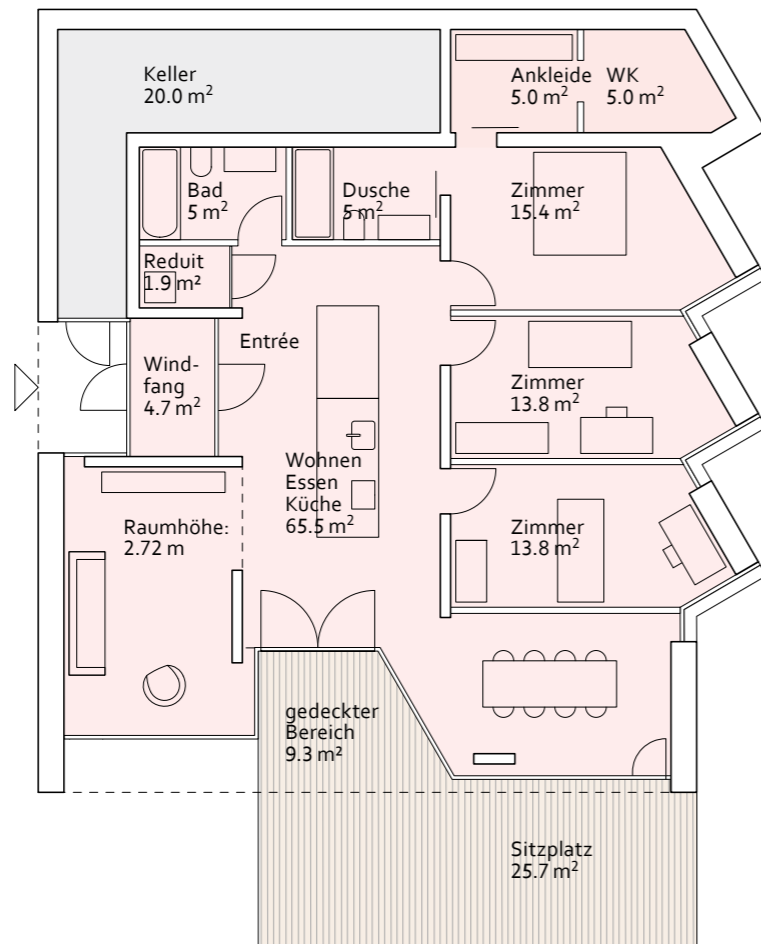 Keller
20.0 m²
Ankleide
5.0 m²
WK
5.0 m²
Bad
5 m²
Dusche
5 m²
Zimmer
15.4 m²
Reduit
1.9 m²
Entrée
Wind-
fang
4.7 m²
Zimmer
13.8 m²
Wohnen
Essen
Küche
65.5 m²
Raumhöhe:
2.72 m
Zimmer
13.8 m²
gedeckter
Bereich
9.3 m²
Sitzplatz
25.7 m²